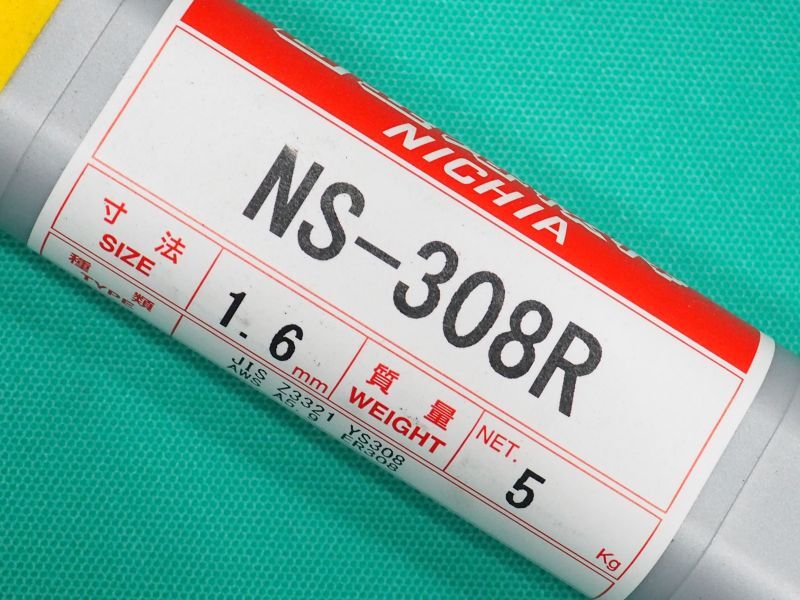 NICHIA
NS-308R
寸法
SIZE
1.6 mm
質量
WEIGHT
NET.
5
Kg
種類
TYPE
JIS Z3321 YS308
AWS A5.9 ER308